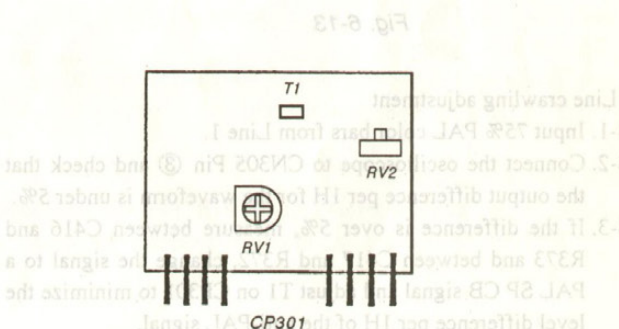 Fig. 6-13
T1
Line crawling adjustment
-1. Input 75% PAL color bars from Line 1.
RV2
-2. Connect the oscilloscope to CN305 Pin ③ and check that
the output difference per 1H for the waveform is under 5%.
RV1
-3. If the difference is over 5%, measure between C416 and
R373 and between C417 and R372, change the signal to a
PAL SP CB signal and adjust T1 on CP301 to minimize the
level difference per 1H of the PAL signal.
CP301